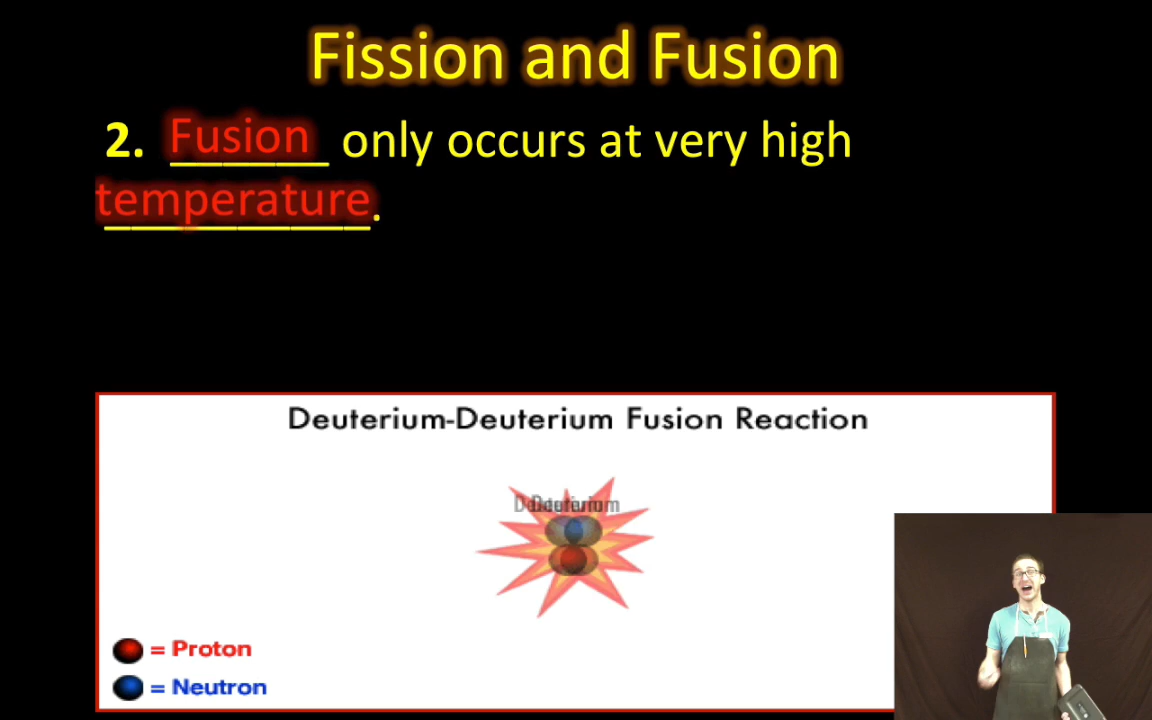 Fission and Fusion
2. Fusion only occurs at very high
temperature.
Deuterium-Deuterium Fusion Reaction
Deuterium
= Proton
= Neutron